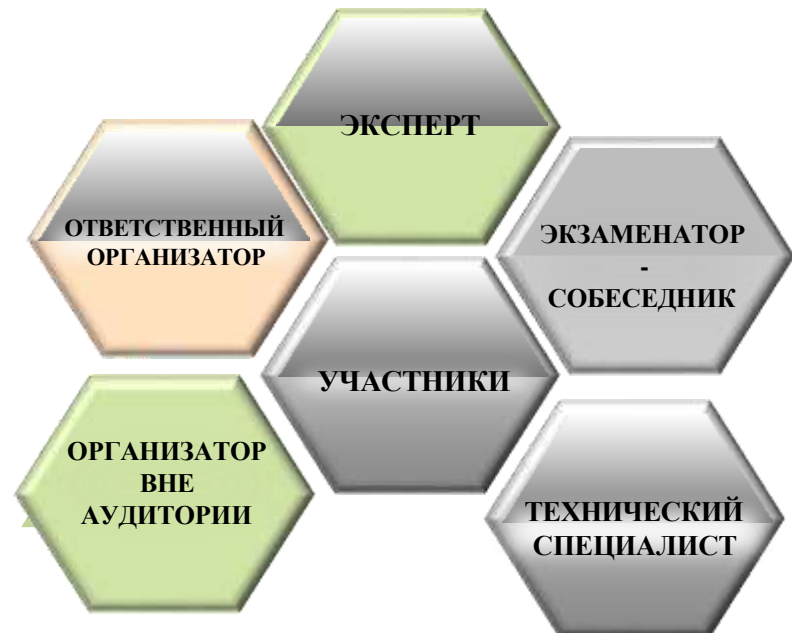 ЭКСПЕРТ
ОТВЕТСТВЕННЫЙ
ОРГАНИЗАТОР
ЭКЗАМЕНАТОР
-
СОБЕСЕДНИК
УЧАСТНИКИ
ОРГАНИЗАТОР
ВНЕ
АУДИТОРИИ
ТЕХНИЧЕСКИЙ
СПЕЦИАЛИСТ